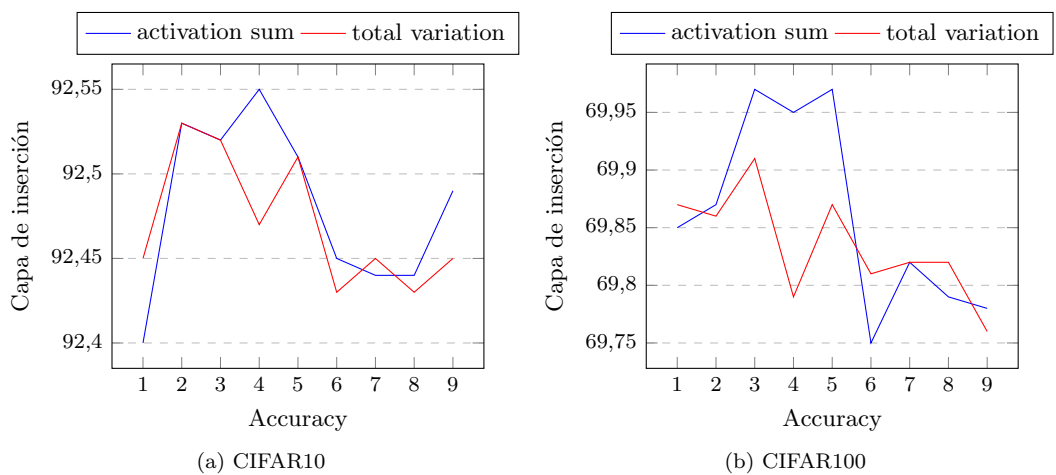 activation sum total variation
92,55
92,5
92,45
92,4
Capa de inserción
1 2 3 4 5 6 7 8 9
Accuracy
(a) CIFAR10
activation sum total variation
69,95
69,9
69,85
69,8
69,75
Capa de inserción
1 2 3 4 5 6 7 8 9
Accuracy
(b) CIFAR100